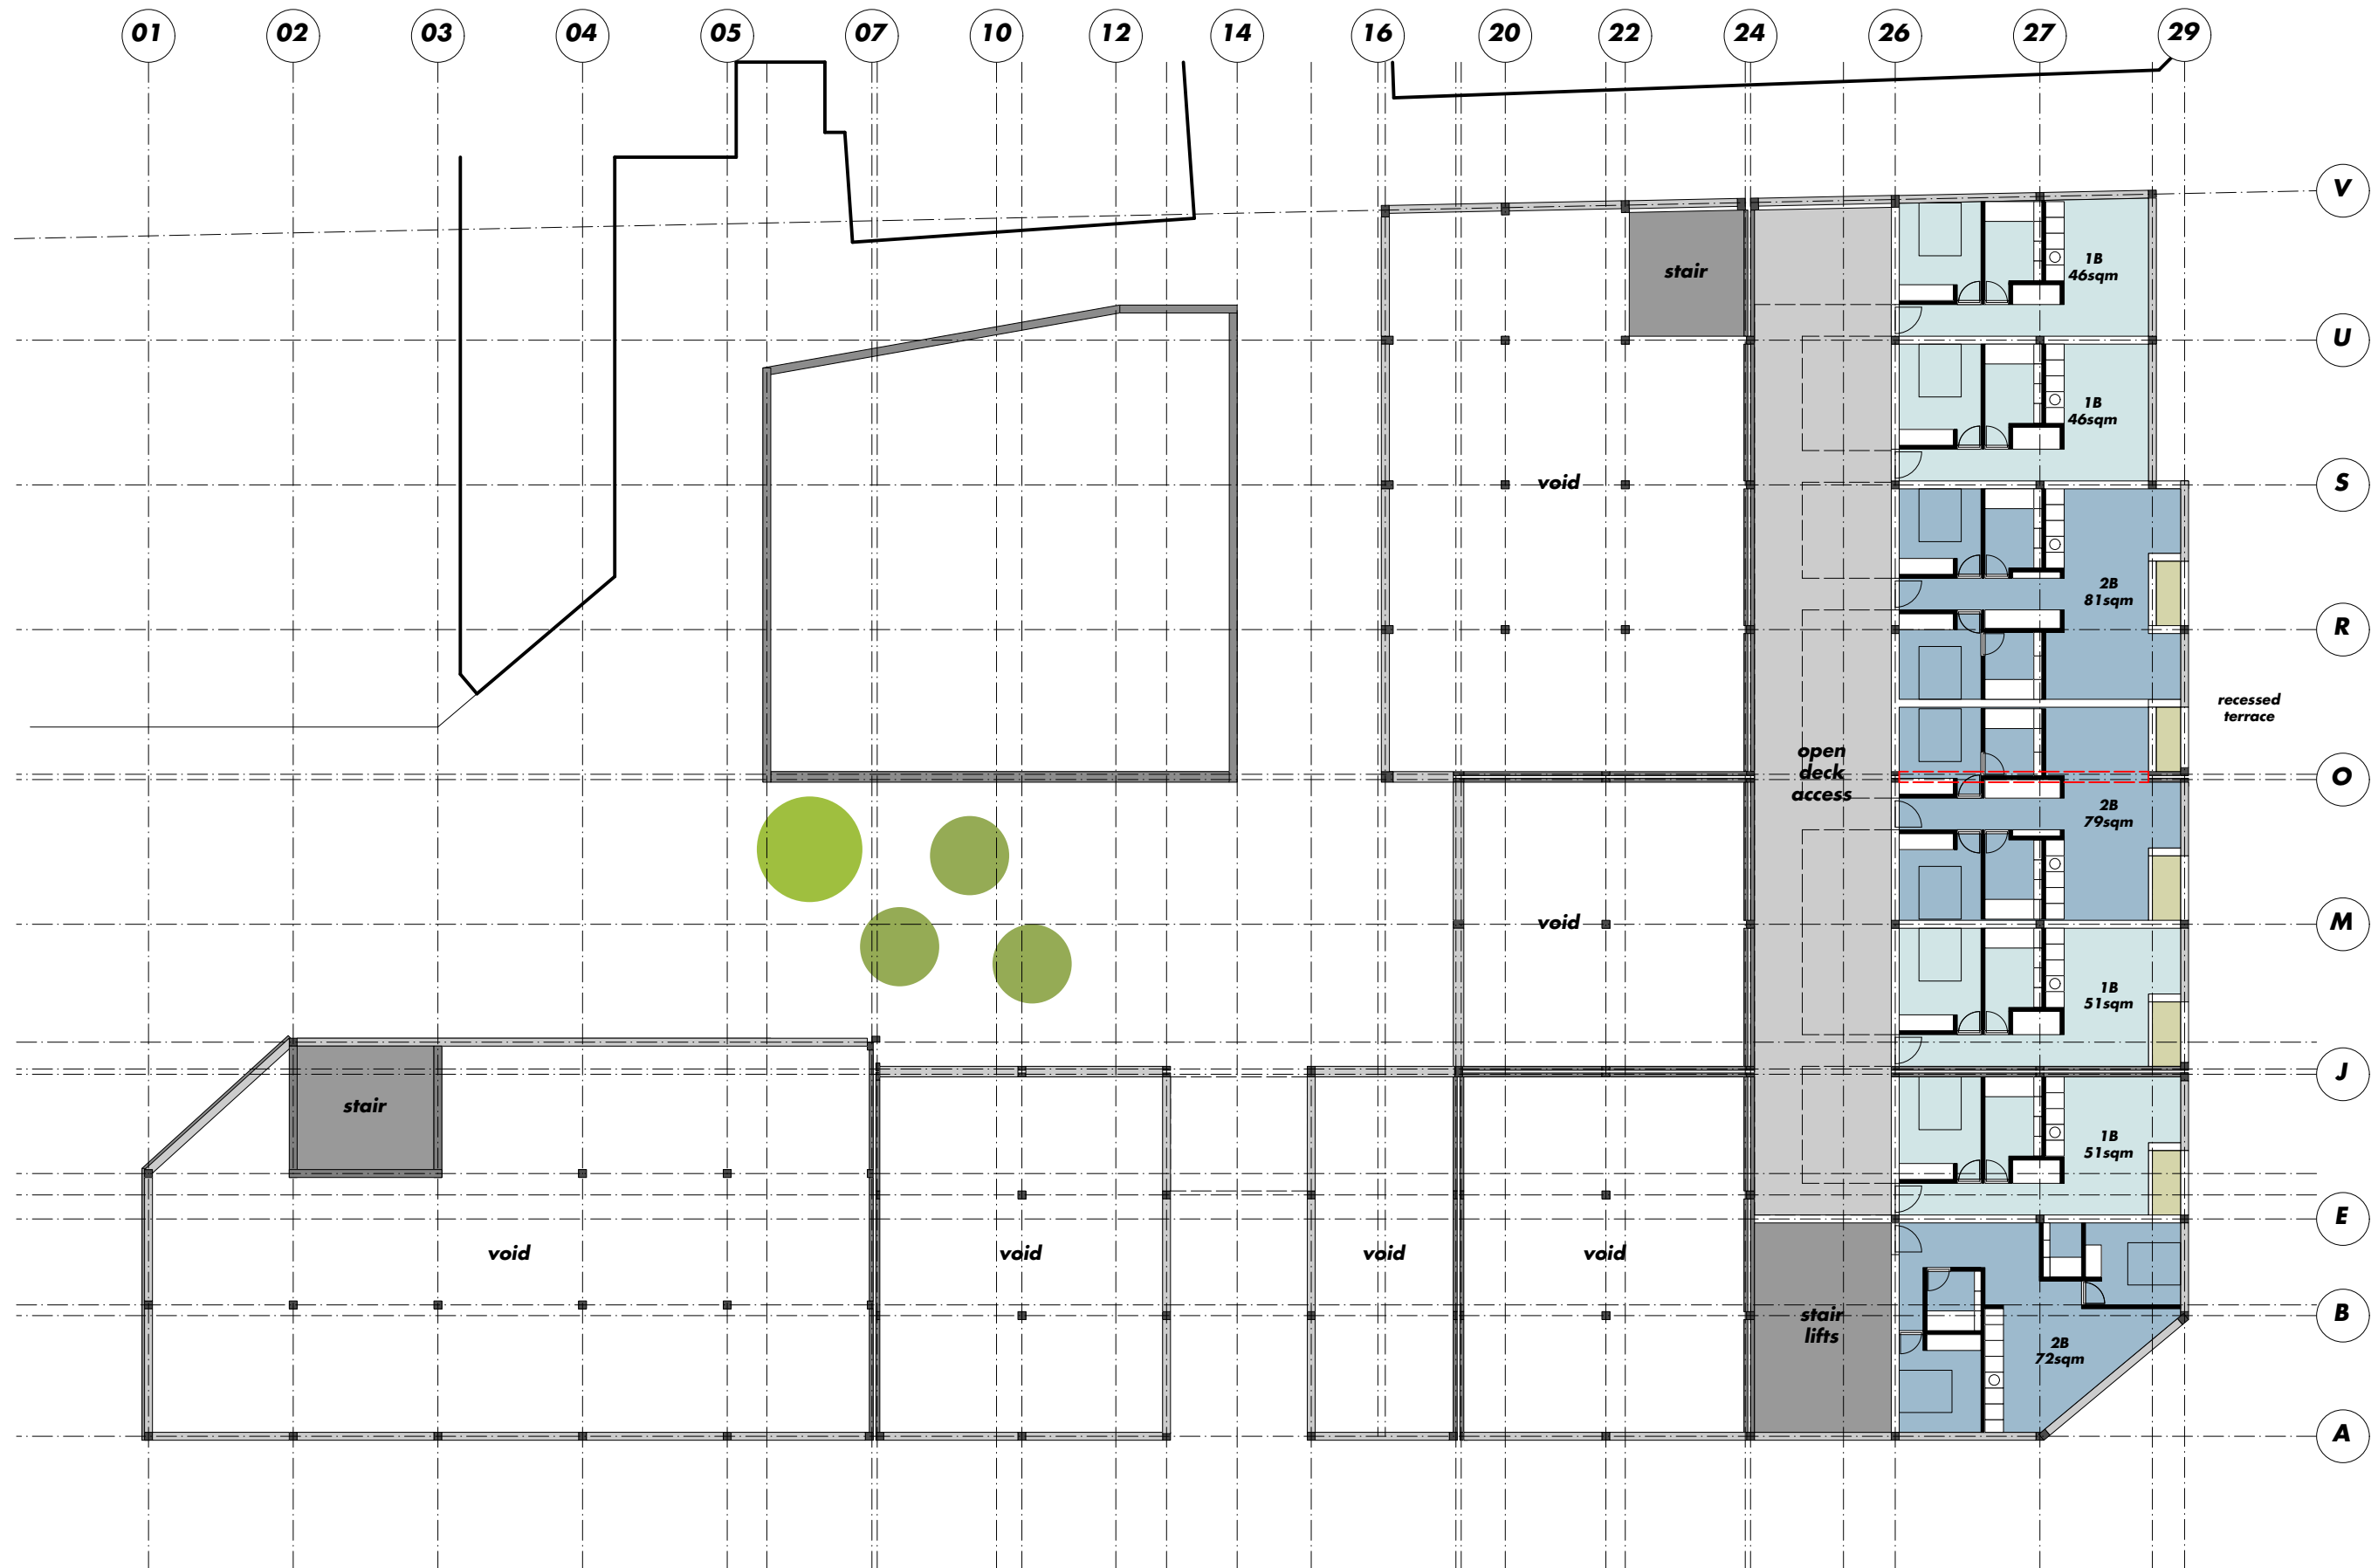 01
02
03
04
05
07
10
12
14
16
20
22
24
26
27
29
V
stair
1B
46sqm
U
1B
46sqm
void
S
2B
81sqm
R
recessed
terrace
open
deck
access
O
2B
79sqm
void
M
1B
51sqm
J
stair
1B
51sqm
E
void
void
void
void
stair
lifts
B
2B
72sqm
A